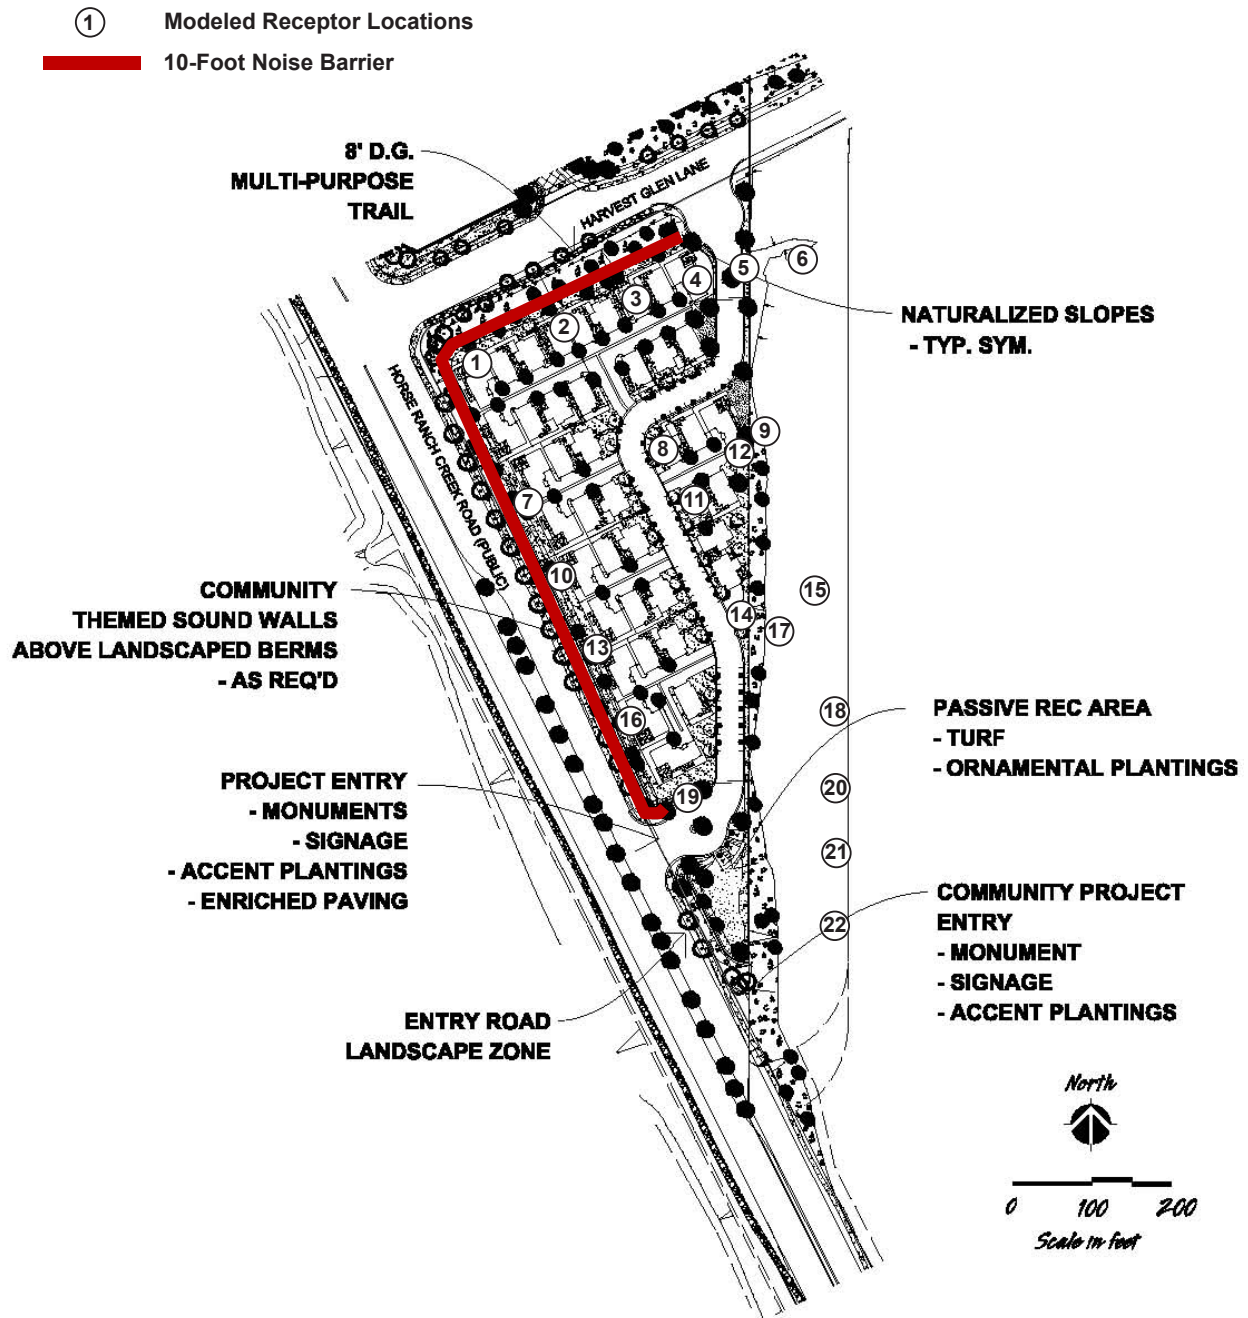 1 Modeled Receptor Locations
10-Foot Noise Barrier
8' D.G.
MULTI-PURPOSE
TRAIL
HARVEST GLEN LANE
HORSE RANCH CREEK ROAD (PUBLIC)
NATURALIZED SLOPES
- TYP. SYM.
1
2
3
4
5
6
7
8
9
10
11
12
13
14
15
16
17
18
19
20
21
22
COMMUNITY
THEMED SOUND WALLS
ABOVE LANDSCAPED BERMS
- AS REQ'D
PASSIVE REC AREA
- TURF
- ORNAMENTAL PLANTINGS
PROJECT ENTRY
- MONUMENTS
- SIGNAGE
- ACCENT PLANTINGS
- ENRICHED PAVING
COMMUNITY PROJECT
ENTRY
- MONUMENT
- SIGNAGE
- ACCENT PLANTINGS
ENTRY ROAD
LANDSCAPE ZONE
North
0 100 200
Scale in feet